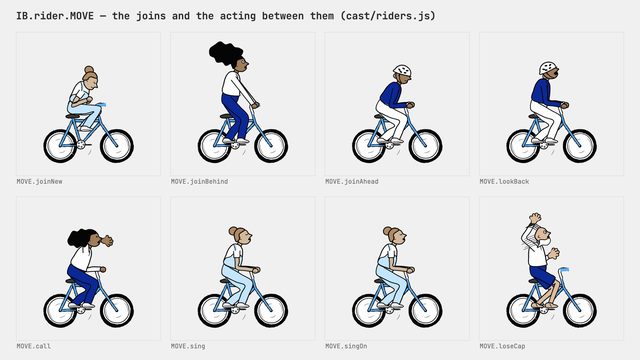 IB.rider.MOVE — the joins and the acting between them (cast/riders.js)
MOVE.joinNew
MOVE.joinBehind
MOVE.joinAhead
MOVE.lookBack
MOVE.call
MOVE.sing
MOVE.singOn
MOVE.loseCap